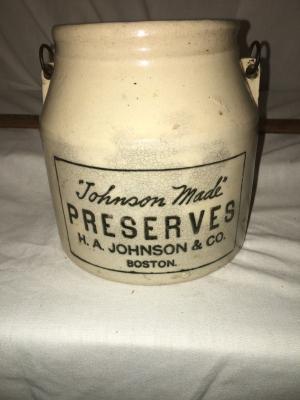 "Johnson Made"
PRESERVES
H. A. JOHNSON & CO.
BOSTON.